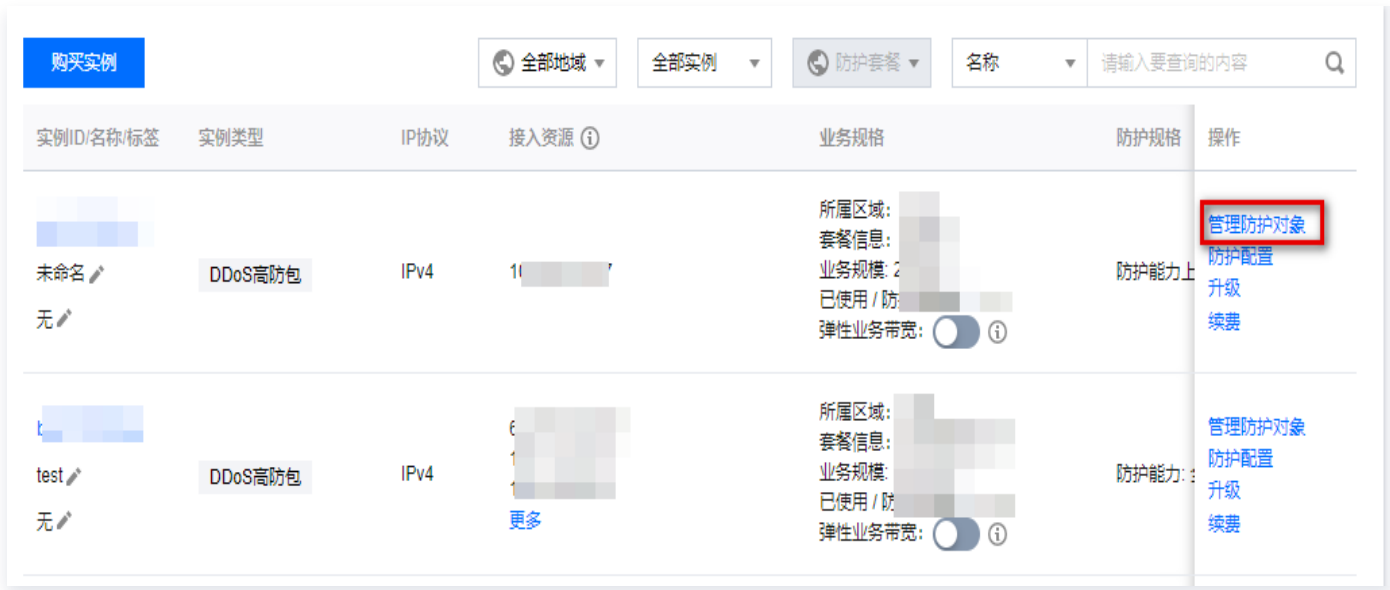 购买实例
全部地域
全部实例
防护套餐
名称
请输入要查询的内容
实例ID/名称/标签
实例类型
IP协议
接入资源
业务规格
防护规格
操作
未命名
无
DDoS高防包
IPv4
所属区域:
套餐信息:
业务规模: 2
已使用 / 防
弹性业务带宽:
防护能力上
管理防护对象
防护配置
升级
续费
test
无
DDoS高防包
IPv4
更多
所属区域:
套餐信息:
业务规模:
已使用 / 防
弹性业务带宽:
防护能力:
管理防护对象
防护配置
升级
续费